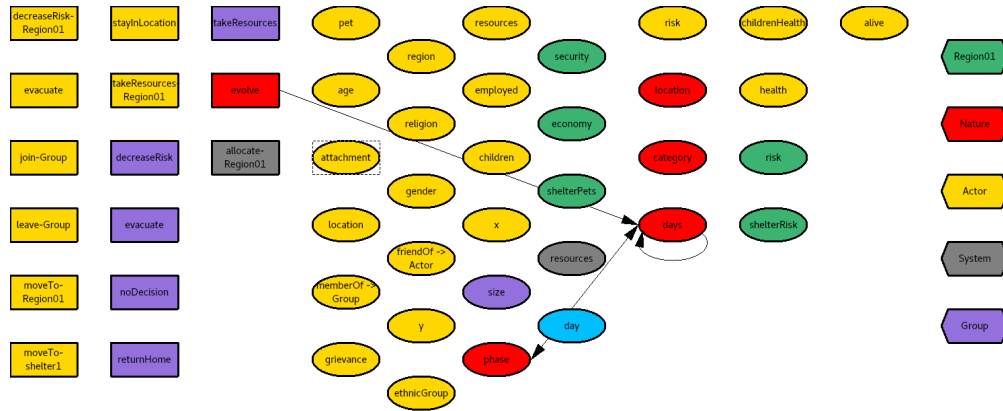 decreaseRisk-
Region01
stayInLocation
takeResources
pet
resources
risk
childrenHealth
alive
region
security
Region01
evacuate
takeResources-
Region01
evolve
age
employed
location
health
religion
economy
Nature
join-Group
decreaseRisk
allocate-
Region01
attachment
children
category
risk
gender
shelterPets
Actor
leave-Group
evacuate
location
x
days
shelterRisk
friendOf ->
Actor
resources
System
moveTo-
Region01
noDecision
memberOf ->
Group
size
y
day
Group
moveTo-
shelter1
returnHome
grievance
phase
ethnicGroup